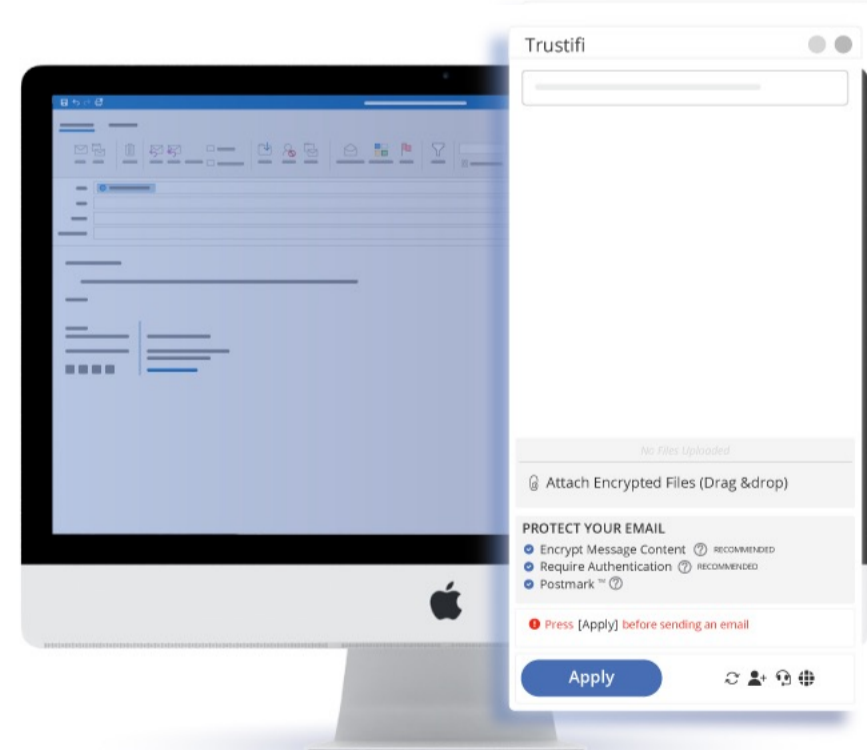 Trustifi
No Files Uploaded
Attach Encrypted Files (Drag &drop)
PROTECT YOUR EMAIL
Encrypt Message Content ? RECOMMENDED
Require Authentication ? RECOMMENDED
Postmark ™ ?
! Press [Apply] before sending an email
Apply